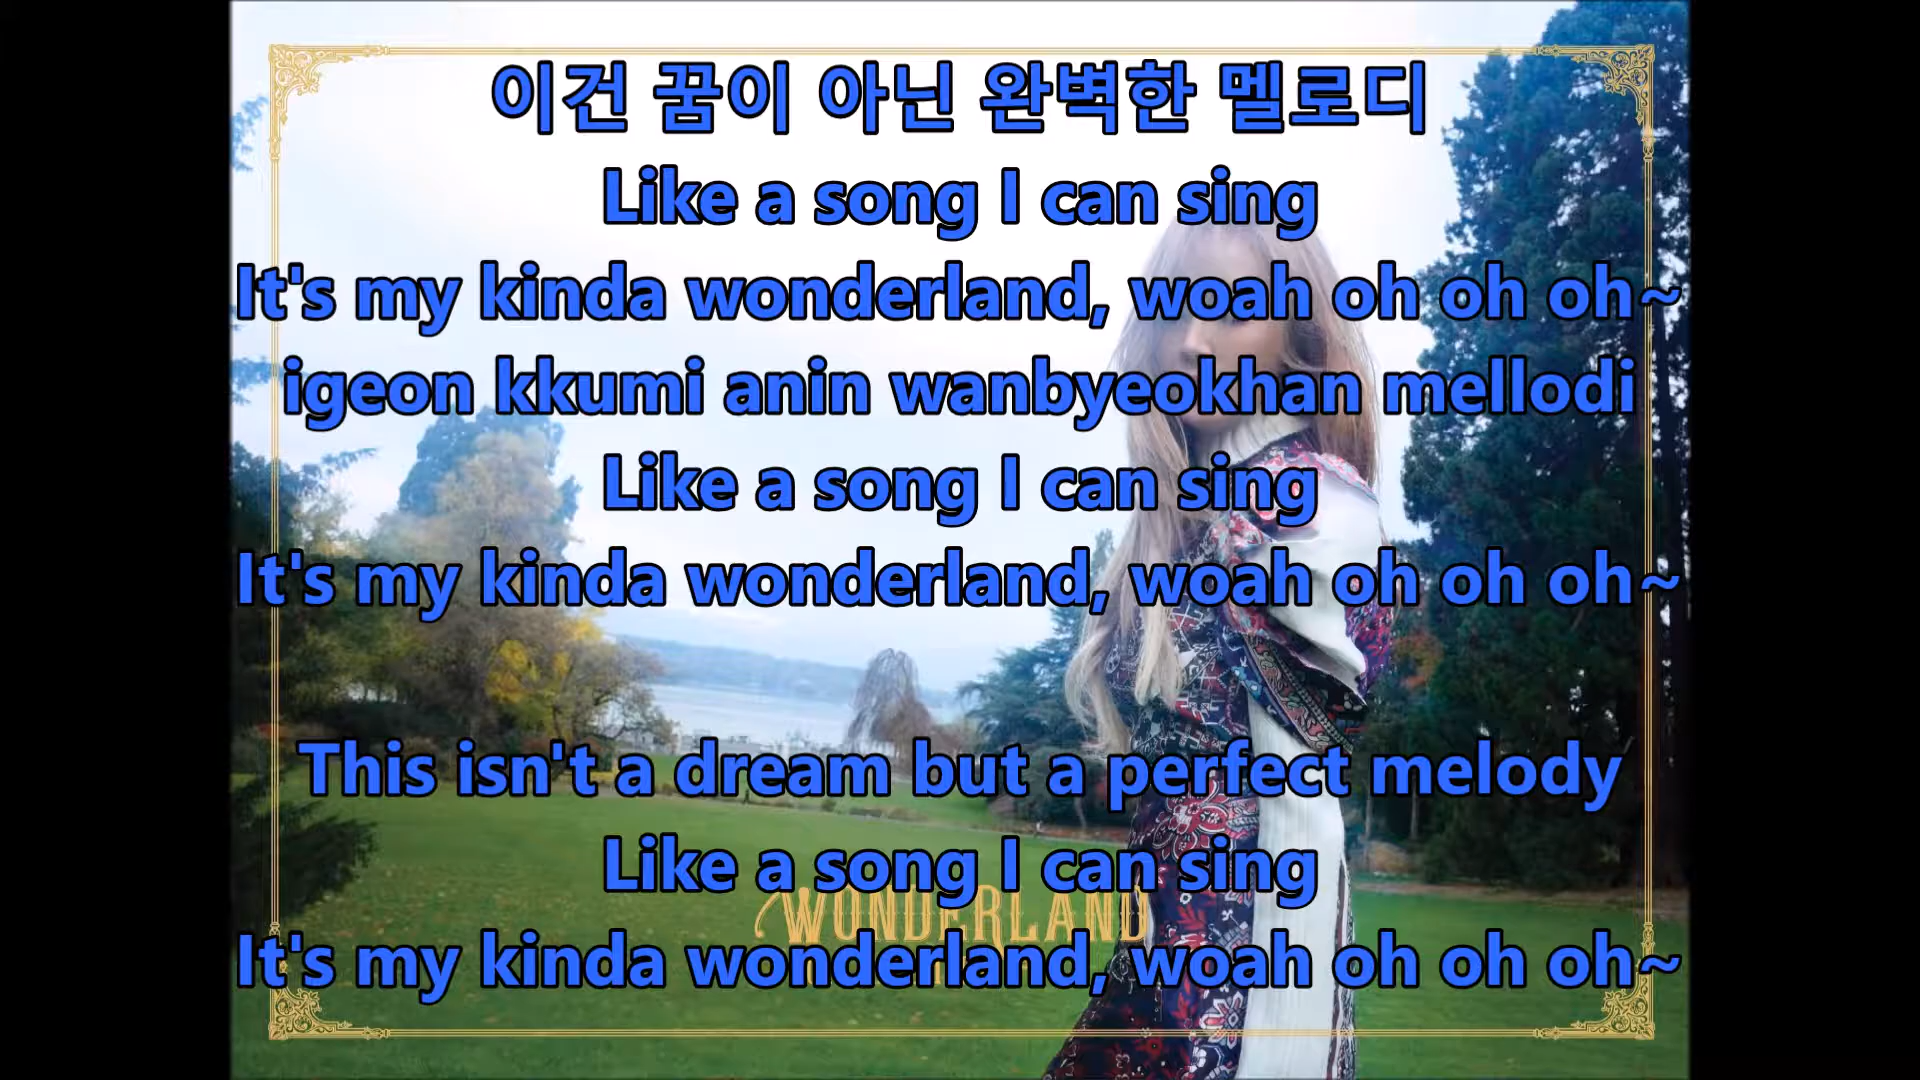 이건 꿈이 아닌 완벽한 멜로디
Like a song I can sing
It's my kinda wonderland, woah oh oh oh~
igeon kkumi anin wanbyeokhan mellodi
Like a song I can sing
It's my kinda wonderland, woah oh oh oh~
This isn't a dream but a perfect melody
Like a song I can sing
WONDERLAND
It's my kinda wonderland, woah oh oh oh~